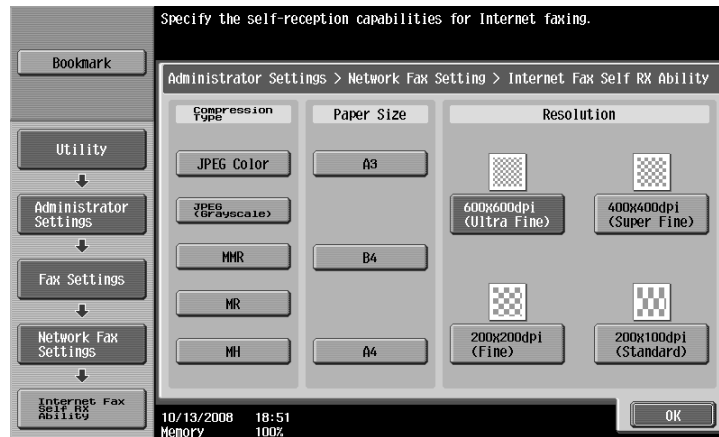 Specify the self-reception capabilities for Internet faxing.
Bookmark
Administrator Settings > Network Fax Setting > Internet Fax Self RX Ability
Compression
Type
Paper Size
Resolution
Utility
Administrator
Settings
Fax Settings
Network Fax
Settings
Internet Fax
Self RX
Ability
JPEG Color
JPEG
(Grayscale)
MMR
MR
MH
A3
B4
A4
600x600dpi
(Ultra Fine)
400x400dpi
(Super Fine)
200x200dpi
(Fine)
200x100dpi
(Standard)
10/13/2008 18:51
Memory 100%
OK